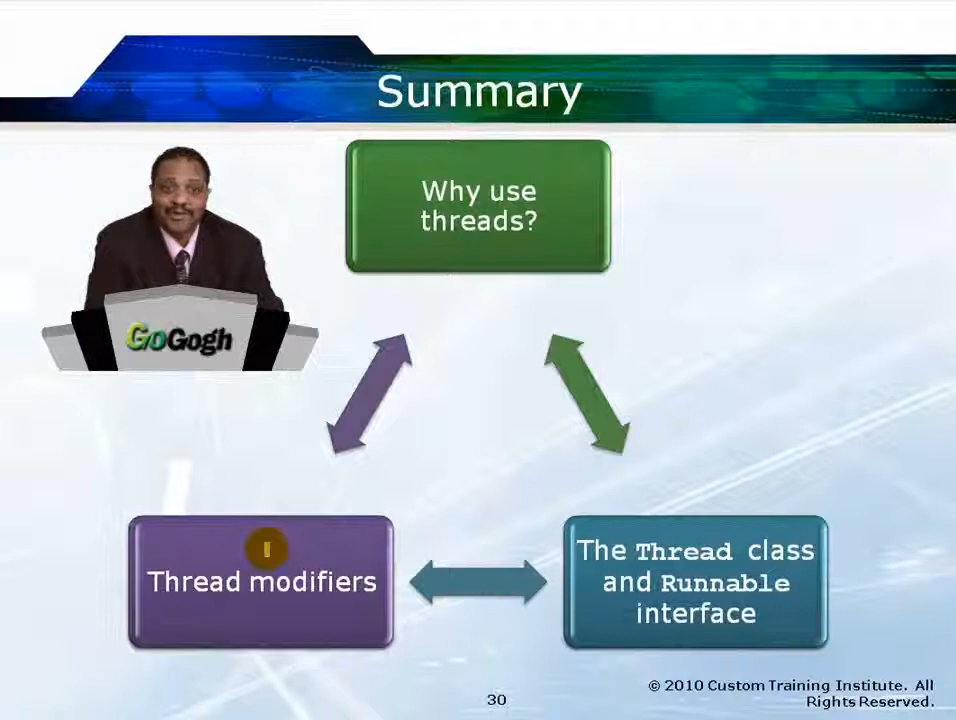 Summary
Why use
threads?
GoGogh
Thread modifiers
The Thread class
and Runnable
interface
30
© 2010 Custom Training Institute. All
Rights Reserved.